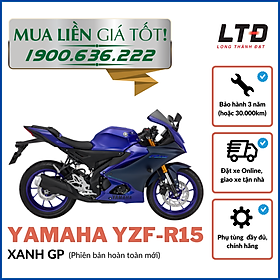 MUA LIỀN GIÁ TỐT!
1900.636.222
LTD
LONG THÀNH ĐẠT
Bảo hành 3 năm
(hoặc 30.000km)
Đặt xe Online,
giao xe tận nhà
Phụ tùng đầy đủ,
chính hãng
YAMAHA YZF-R15
XANH GP (Phiên bản hoàn toàn mới)